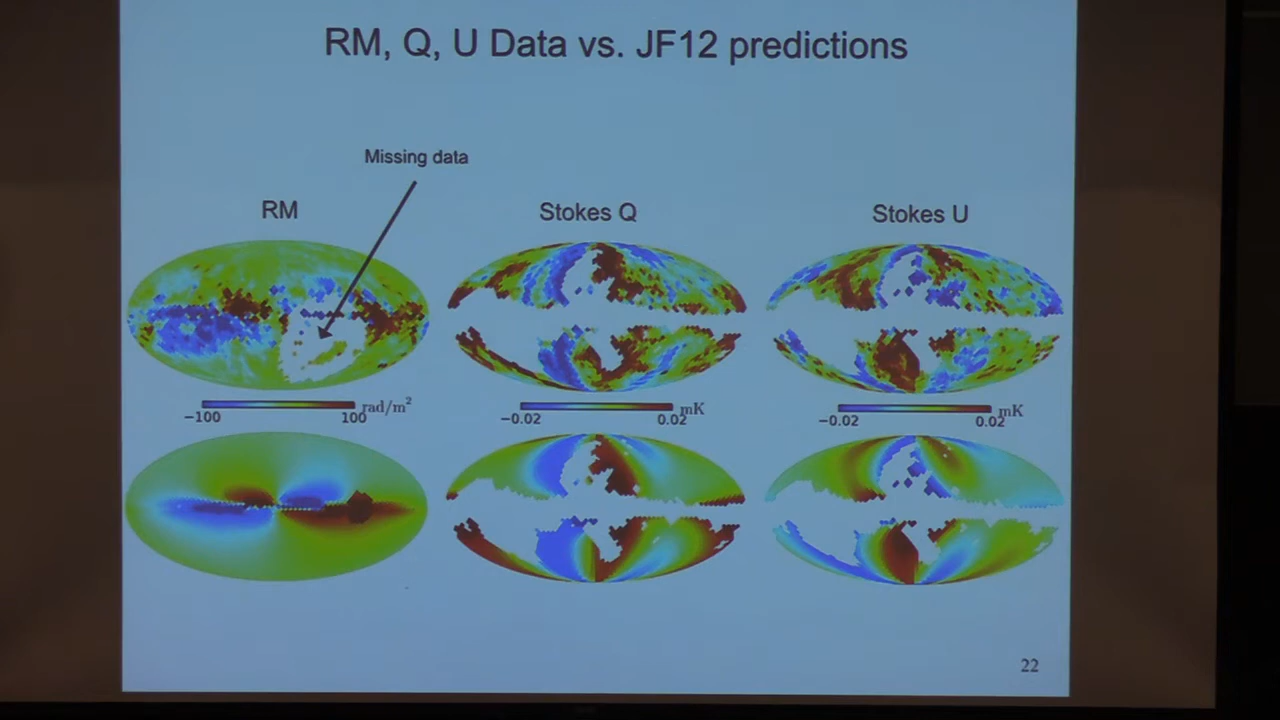 RM, Q, U Data vs. JF12 predictions
Missing data
RM
Stokes Q
Stokes U
−100
100
rad/m²
−0.02
0.02
mK
−0.02
0.02
mK
22